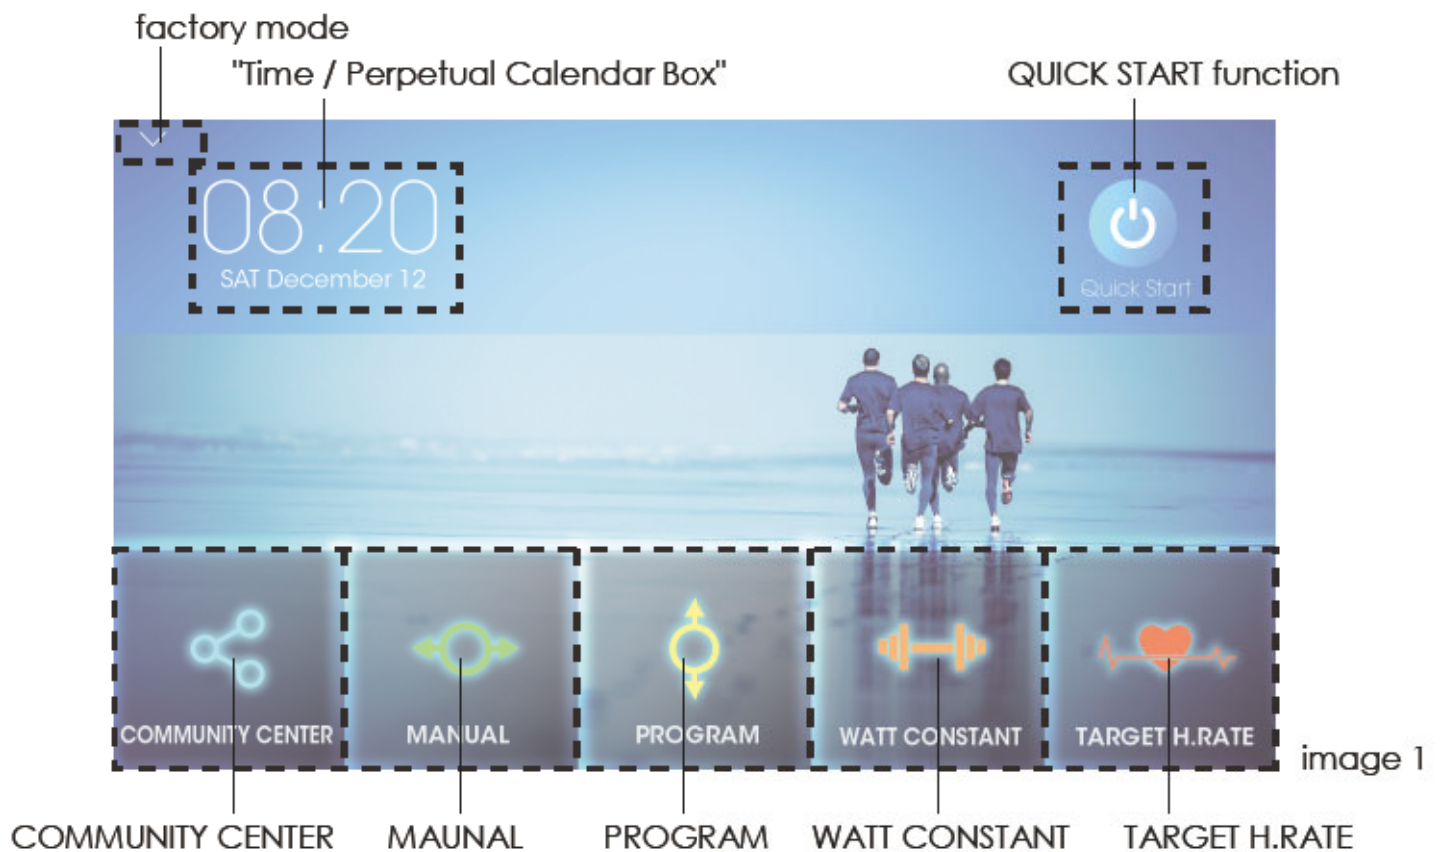 factory mode
"Time / Perpetual Calendar Box"
QUICK START function
08:20
SAT December 12
Quick Start
COMMUNITY CENTER
MANUAL
PROGRAM
WATT CONSTANT
TARGET H.RATE
image 1
COMMUNITY CENTER
MAUNAL
PROGRAM
WATT CONSTANT
TARGET H.RATE